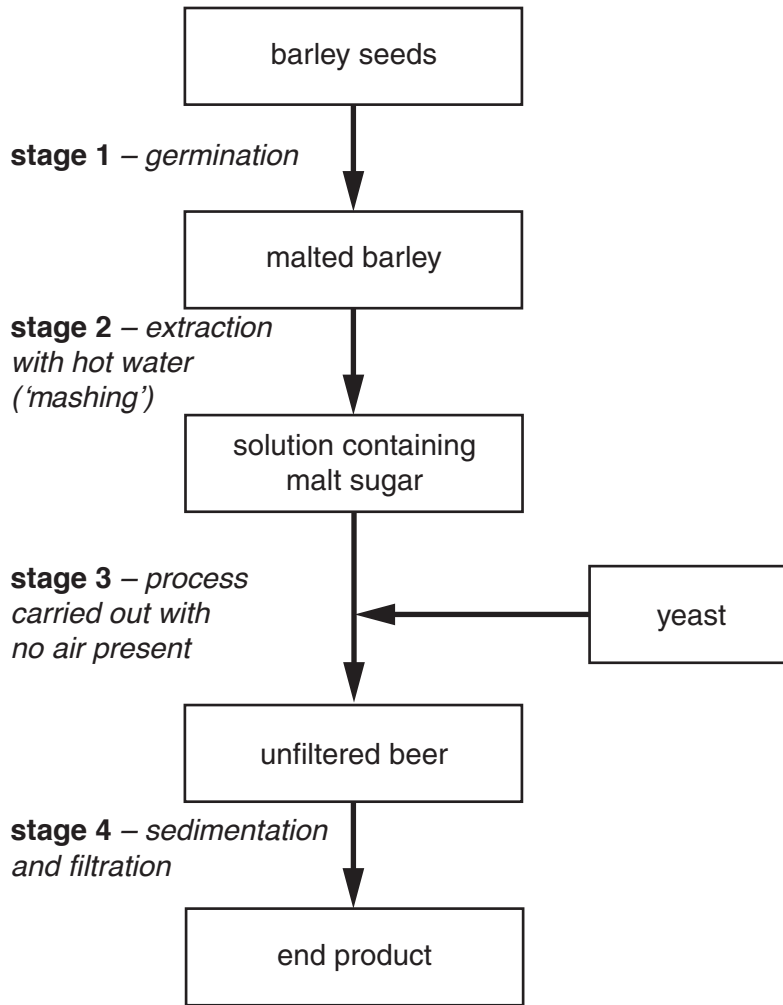 barley seeds
stage 1 – germination
malted barley
stage 2 – extraction
with hot water
(‘mashing’)
solution containing
malt sugar
stage 3 – process
carried out with
no air present
yeast
unfiltered beer
stage 4 – sedimentation
and filtration
end product